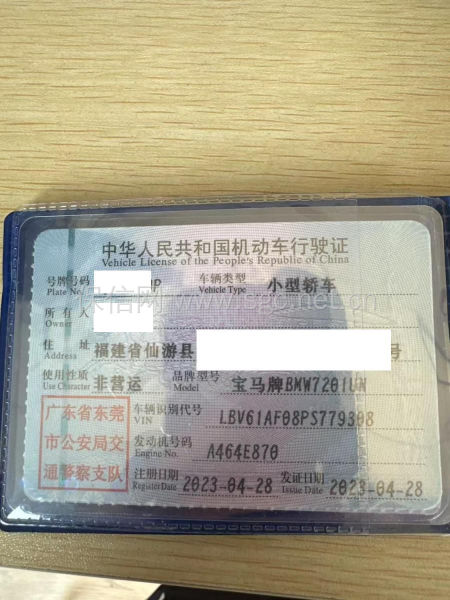 中华人民共和国机动车行驶证
Vehicle License of the People's Republic of China
号牌号码 P 车辆类型 小型轿车
Plate No. Vehicle Type
所有人
Owner
住址 福建省仙游县 号
Address
使用性质 非营运 品牌型号 宝马牌BMW7201UN
Use Character Model
广东省东莞
市公安局交
通警察支队
车辆识别代号 LBV61AF08PS779308
VIN
发动机号码 A464E870
Engine No.
注册日期 2023-04-28 发证日期 2023-04-28
Register Date Issue Date